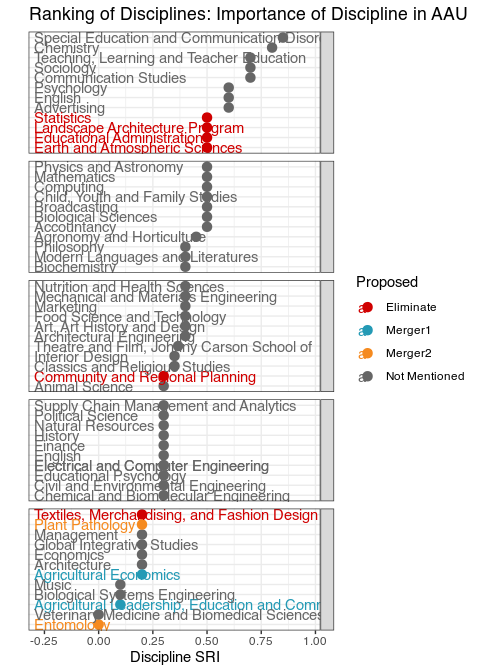 Ranking of Disciplines: Importance of Discipline in AAU
Special Education and Communication Disor
Chemistry
Teaching, Learning and Teacher Education
Sociology
Communication Studies
Psychology
English
Advertising
Statistics
Landscape Architecture Program
Educational Administration
Earth and Atmospheric Sciences
Physics and Astronomy
Mathematics
Computing
Child, Youth and Family Studies
Broadcasting
Biological Sciences
Accountancy
Agronomy and Horticulture
Philosophy
Modern Languages and Literatures
Biochemistry
Nutrition and Health Sciences
Mechanical and Materials Engineering
Marketing
Food Science and Technology
Art, Art History and Design
Architectural Engineering
Theatre and Film, Johnny Carson School of
Interior Design
Classics and Religious Studies
Community and Regional Planning
Animal Science
Supply Chain Management and Analytics
Political Science
Natural Resources
History
Finance
English
Electrical and Computer Engineering
Educational Psychology
Civil and Environmental Engineering
Chemical and Biomolecular Engineering
Textiles, Merchandising, and Fashion Design
Plant Pathology
Management
Global Integrative Studies
Economics
Architecture
Agricultural Economics
Music
Biological Systems Engineering
Agricultural Leadership, Education and Comm
Veterinary Medicine and Biomedical Sciences
Entomology
-0.25 0.00 0.25 0.50 0.75 1.00
Discipline SRI
Proposed
a Eliminate
a Merger1
a Merger2
a Not Mentioned